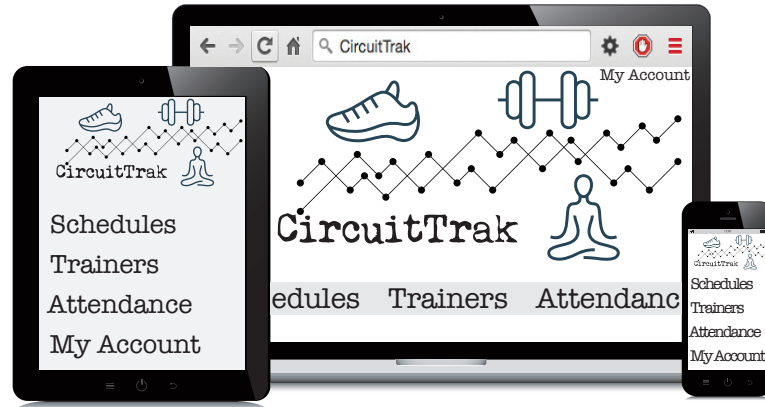 CircuitTrak
My Account
CircuitTrak
edules Trainers Attendanc
CircuitTrak
Schedules
Trainers
Attendance
My Account
CircuitTrak
Schedules
Trainers
Attendance
My Account